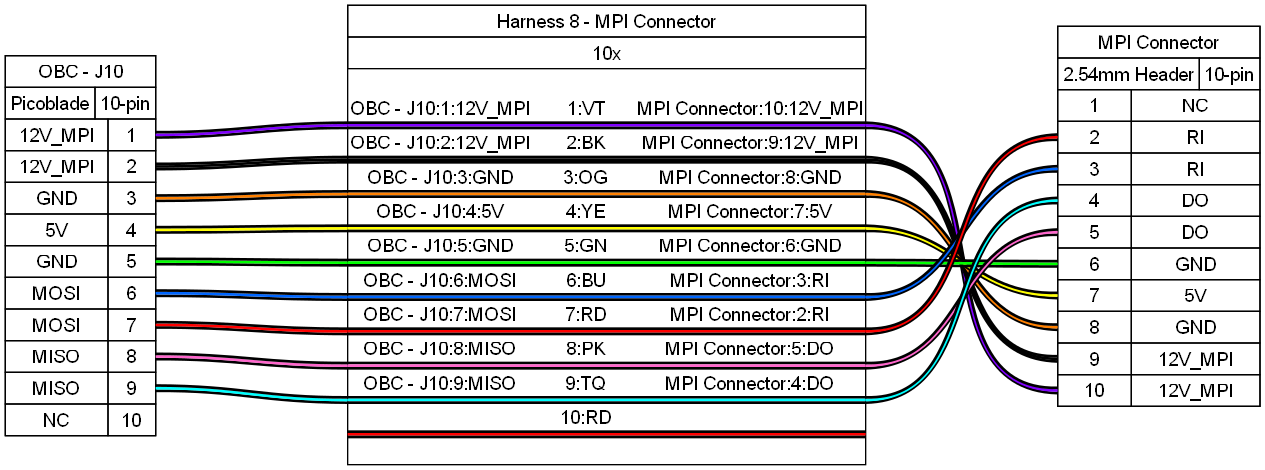 Harness 8 - MPI Connector
10x
OBC - J10:1:12V_MPI 1:VT MPI Connector:10:12V_MPI
OBC - J10:2:12V_MPI 2:BK MPI Connector:9:12V_MPI
OBC - J10:3:GND 3:OG MPI Connector:8:GND
OBC - J10:4:5V 4:YE MPI Connector:7:5V
OBC - J10:5:GND 5:GN MPI Connector:6:GND
OBC - J10:6:MOSI 6:BU MPI Connector:3:RI
OBC - J10:7:MOSI 7:RD MPI Connector:2:RI
OBC - J10:8:MISO 8:PK MPI Connector:5:DO
OBC - J10:9:MISO 9:TQ MPI Connector:4:DO
10:RD
OBC - J10
Picoblade 10-pin
12V_MPI 1
12V_MPI 2
GND 3
5V 4
GND 5
MOSI 6
MOSI 7
MISO 8
MISO 9
NC 10
MPI Connector
2.54mm Header 10-pin
1 NC
2 RI
3 RI
4 DO
5 DO
6 GND
7 5V
8 GND
9 12V_MPI
10 12V_MPI